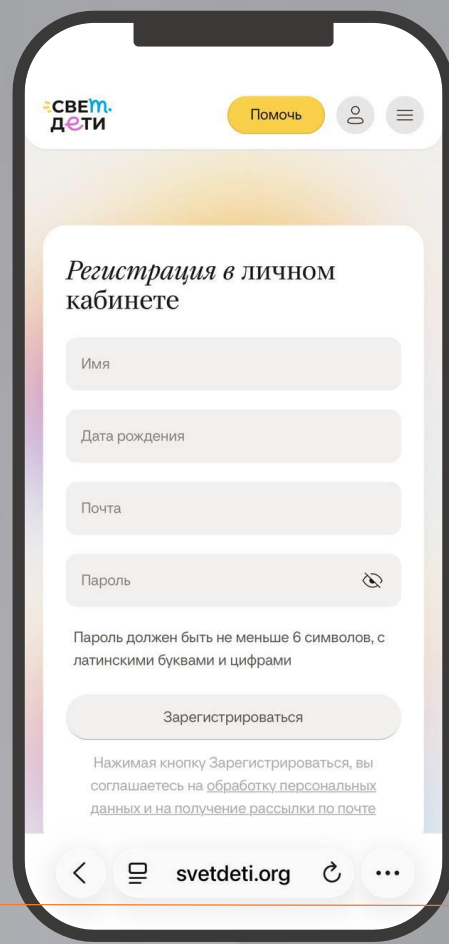 СВЕТ.
ДЕТИ
Помочь
Регистрация в личном
кабинете
Имя
Дата рождения
Почта
Пароль
Пароль должен быть не меньше 6 символов, с
латинскими буквами и цифрами
Зарегистрироваться
Нажимая кнопку Зарегистрироваться, вы
соглашаетесь на обработку персональных
данных и на получение рассылки по почте
svetdeti.org